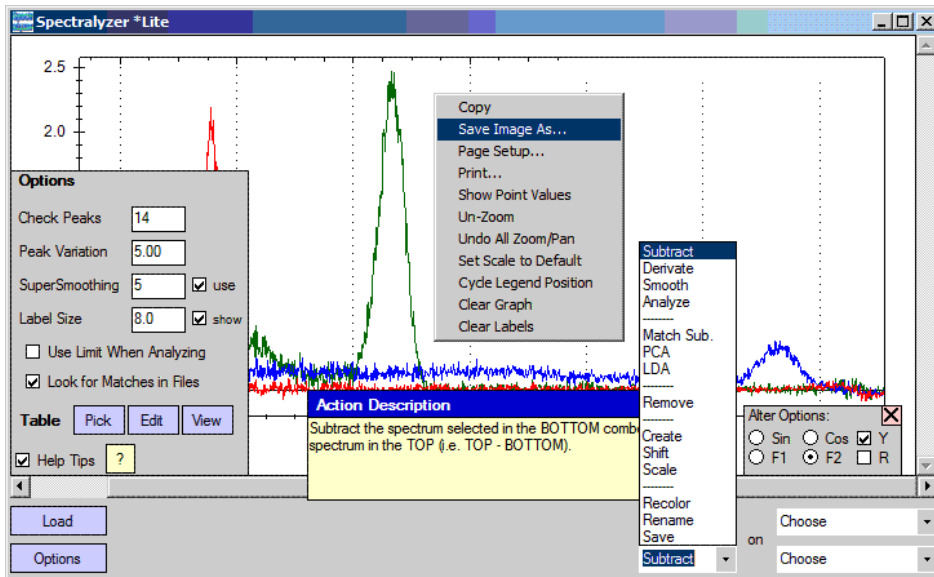 Spectralyzer *Lite
2.5
2.0
Copy
Save Image As...
Page Setup...
Print...
Show Point Values
Un-Zoom
Undo All Zoom/Pan
Set Scale to Default
Cycle Legend Position
Clear Graph
Clear Labels
Options
Check Peaks 14
Peak Variation 5.00
SuperSmoothing 5 use
Label Size 8.0 show
Use Limit When Analyzing
Look for Matches in Files
Table Pick Edit View
Help Tips ?
Action Description
Subtract the spectrum selected in the BOTTOM
spectrum in the TOP (i.e. TOP - BOTTOM).
Subtract
Derivate
Smooth
Analyze
--------
Match Sub.
PCA
LDA
--------
Remove
--------
Create
Shift
Scale
--------
Recolor
Rename
Save
Alter Options:
Sin Cos Y
F1 F2 R
Load
Options
Subtract
on
Choose
Choose